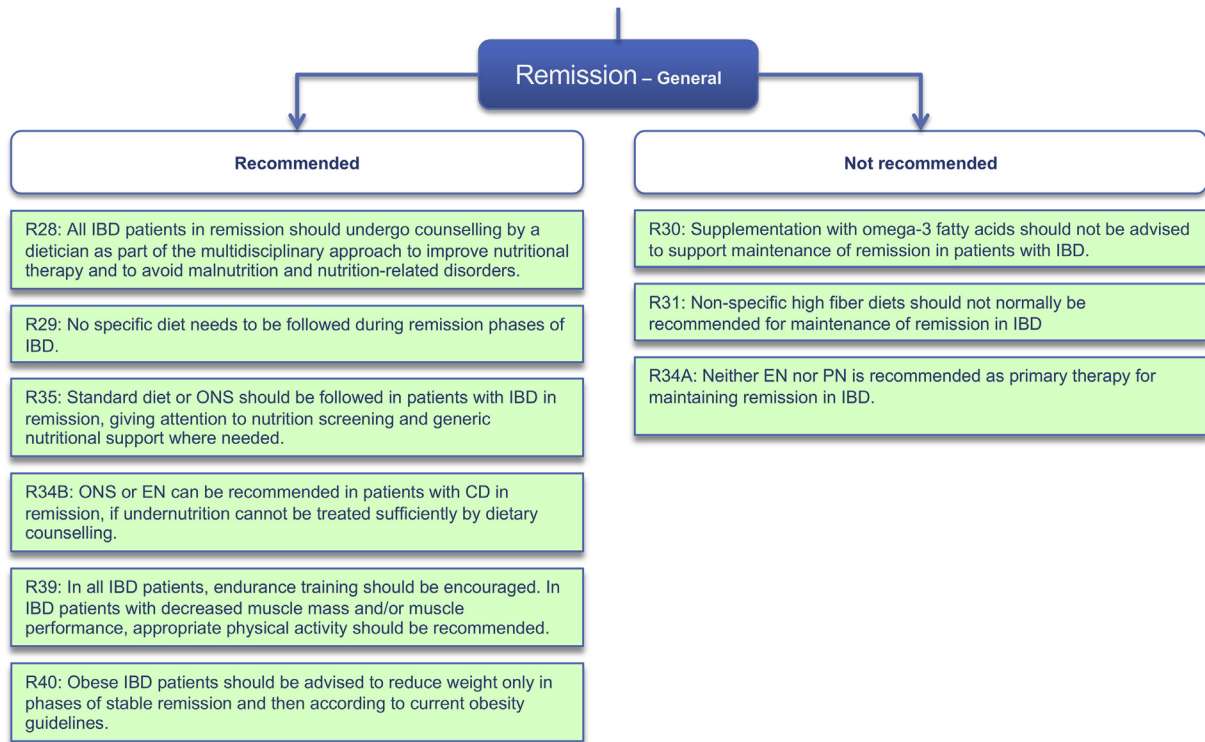 Remission – General
Recommended
R28: All IBD patients in remission should undergo counselling by a
dietician as part of the multidisciplinary approach to improve nutritional
therapy and to avoid malnutrition and nutrition-related disorders.
R29: No specific diet needs to be followed during remission phases of
IBD.
R35: Standard diet or ONS should be followed in patients with IBD in
remission, giving attention to nutrition screening and generic
nutritional support where needed.
R34B: ONS or EN can be recommended in patients with CD in
remission, if undernutrition cannot be treated sufficiently by dietary
counselling.
R39: In all IBD patients, endurance training should be encouraged. In
IBD patients with decreased muscle mass and/or muscle
performance, appropriate physical activity should be recommended.
R40: Obese IBD patients should be advised to reduce weight only in
phases of stable remission and then according to current obesity
guidelines.
Not recommended
R30: Supplementation with omega-3 fatty acids should not be advised
to support maintenance of remission in patients with IBD.
R31: Non-specific high fiber diets should not normally be
recommended for maintenance of remission in IBD
R34A: Neither EN nor PN is recommended as primary therapy for
maintaining remission in IBD.